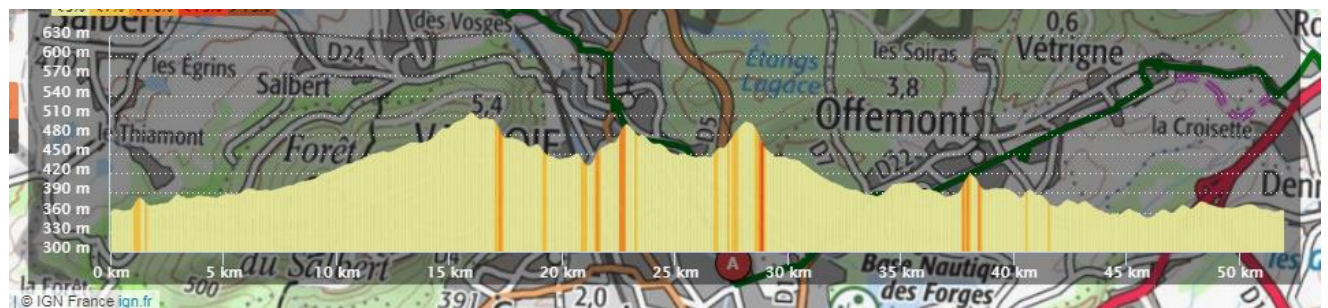 des Vosges
0,6
630 m
D24
les Soiras
Vétrigne
600 m
les Égrins
Étangs
570 m
Salbert
Lagace
3,8
540 m
5,4
Offemont
510 m
480 m
le Thiamont
la Croisette
450 m
Forêt
420 m
D22
390 m
360 m
330 m
300 m
0 km
5 km
10 km
15 km
20 km
25 km
30 km
35 km
40 km
45 km
50 km
A
du Salbert
Base Nautiq
des Forges
500
391
2,0
| © IGN France ign.fr